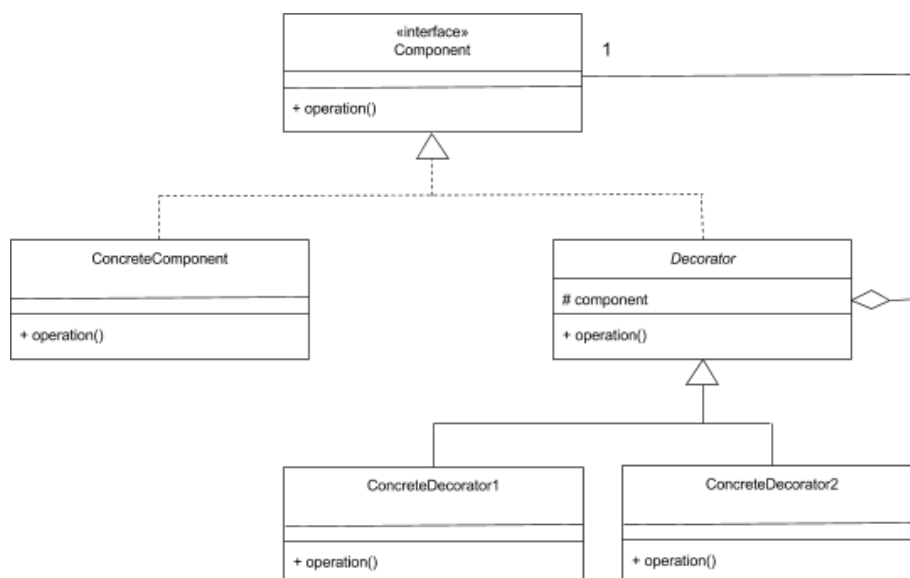 «interface»
Component
1
+ operation()
ConcreteComponent
+ operation()
Decorator
# component
+ operation()
ConcreteDecorator1
+ operation()
ConcreteDecorator2
+ operation()